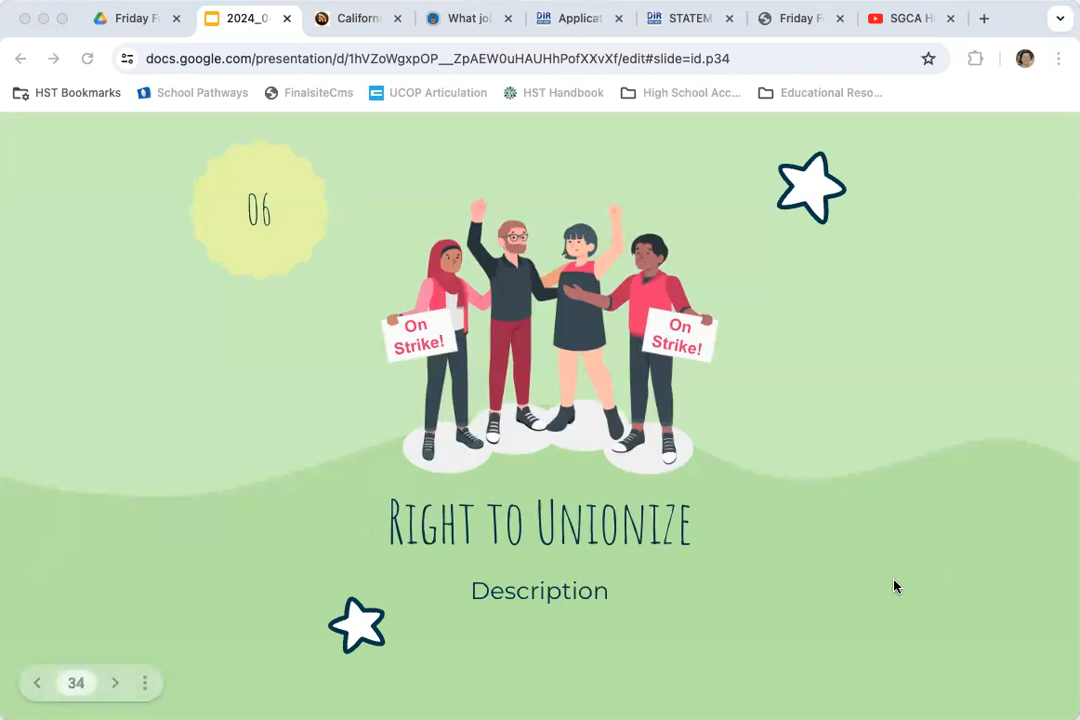 Friday F
2024_0
Californ
What jo
Applicat
STATEM
Friday F
SGCA H
docs.google.com/presentation/d/1hVZoWgxpOP__ZpAEW0uHAUHhPofXXvXf/edit#slide=id.p34
HST Bookmarks
School Pathways
FinalsiteCms
UCOP Articulation
HST Handbook
High School Acc...
Educational Reso...
06
On
Strike!
On
Strike!
Right to Unionize
Description
34